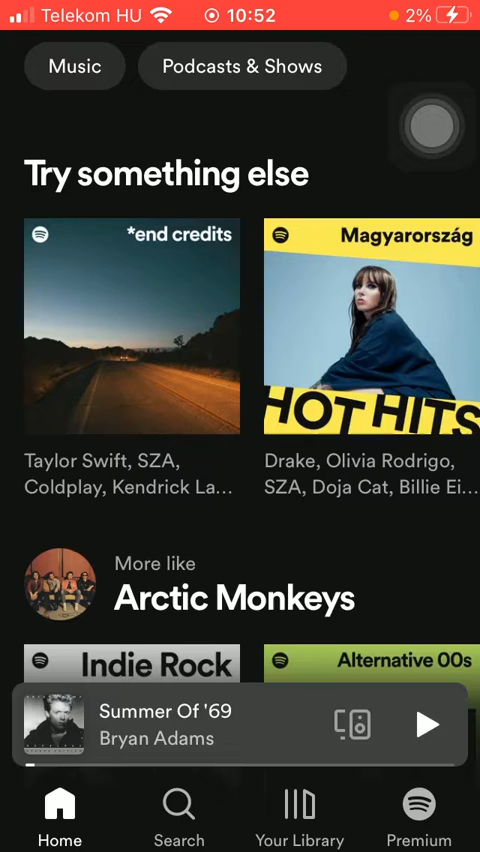 Telekom HU 10:52 2%
Music Podcasts & Shows
Try something else
*end credits
Magyarország
HOT HITS
Taylor Swift, SZA,
Coldplay, Kendrick La...
Drake, Olivia Rodrigo,
SZA, Doja Cat, Billie Ei...
More like
Arctic Monkeys
Indie Rock
Alternative 00s
Summer Of '69
Bryan Adams
Home Search Your Library Premium